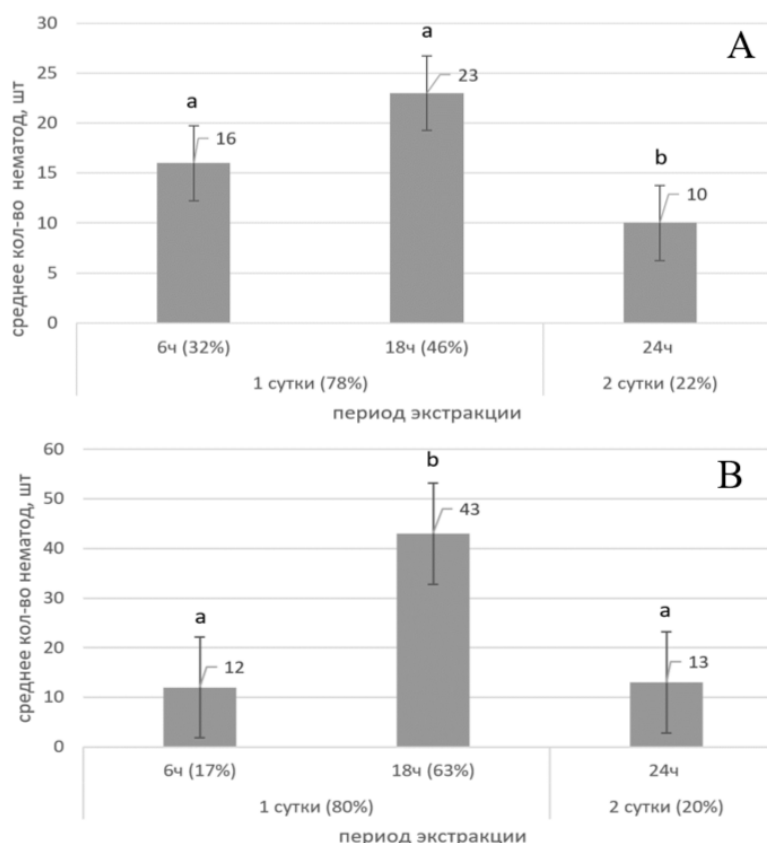 A
среднее кол-во нематод, шт
30
25
20
15
10
5
0
a
16
a
23
b
10
6ч (32%) 18ч (46%) 24ч
1 сутки (78%) 2 сутки (22%)
период экстракции
B
среднее кол-во нематод, шт
60
50
40
30
20
10
0
a
12
b
43
a
13
6ч (17%) 18ч (63%) 24ч
1 сутки (80%) 2 сутки (20%)
период экстракции